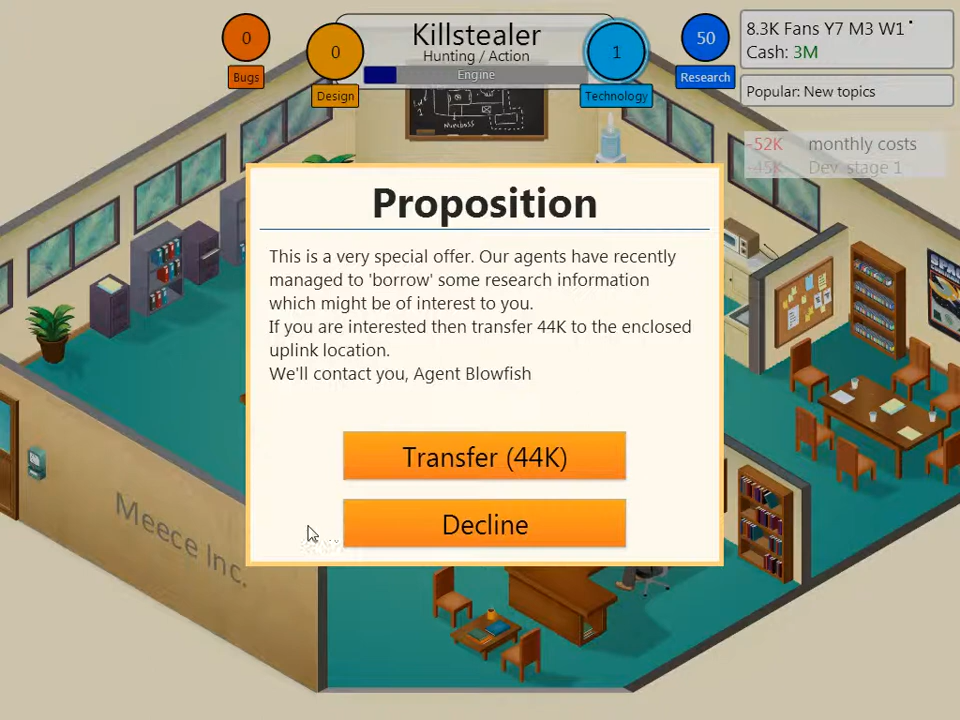 0
Bugs
0
Design
Killstealer
Hunting / Action
Engine
1
Technology
50
Research
8.3K Fans Y7 M3 W1
Cash: 3M
Popular: New topics
-52K monthly costs
-45K Dev. stage 1
Proposition
This is a very special offer. Our agents have recently
managed to 'borrow' some research information
which might be of interest to you.
If you are interested then transfer 44K to the enclosed
uplink location.
We'll contact you, Agent Blowfish
Transfer (44K)
Decline
Meece Inc.
SPACE